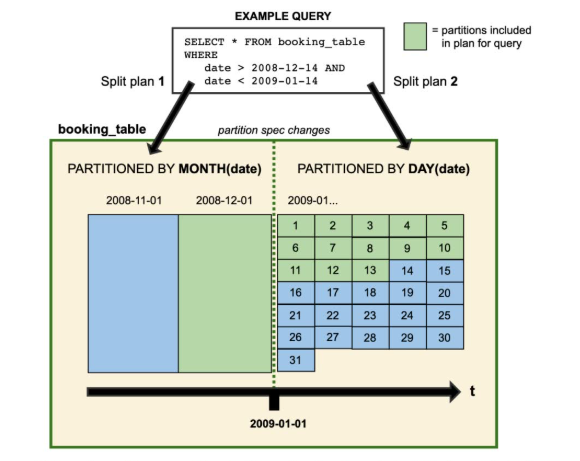 EXAMPLE QUERY
SELECT * FROM booking_table
WHERE
date > 2008-12-14 AND
date < 2009-01-14
= partitions included
in plan for query
Split plan 1
Split plan 2
booking_table
partition spec changes
PARTITIONED BY MONTH(date)
PARTITIONED BY DAY(date)
2008-11-01
2008-12-01
2009-01...
1 2 3 4 5
6 7 8 9 10
11 12 13 14 15
16 17 18 19 20
21 22 23 24 25
26 27 28 29 30
31
t
2009-01-01